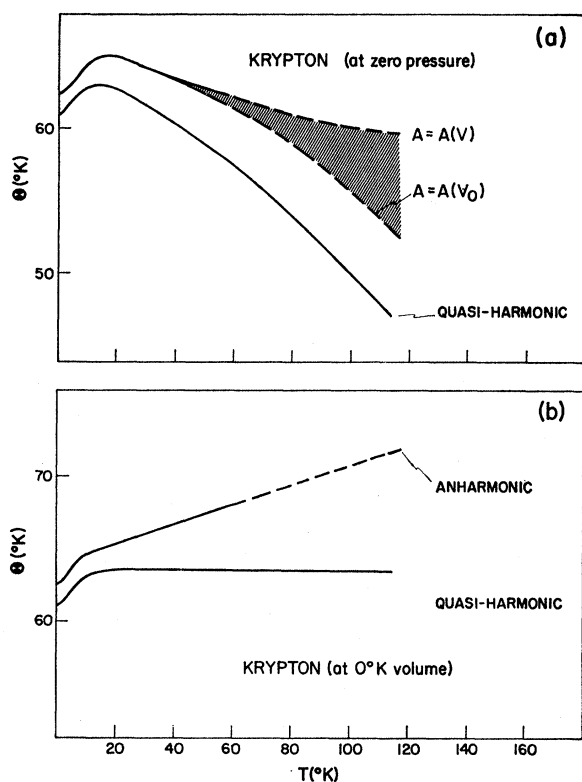 (a)
KRYPTON (at zero pressure)
60
A = A(V)
A = A(V₀)
Θ (°K)
50
QUASI-HARMONIC
(b)
70
ANHARMONIC
Θ (°K)
60
QUASI-HARMONIC
KRYPTON (at 0°K volume)
20 40 60 80 100 120 140 160
T(°K)